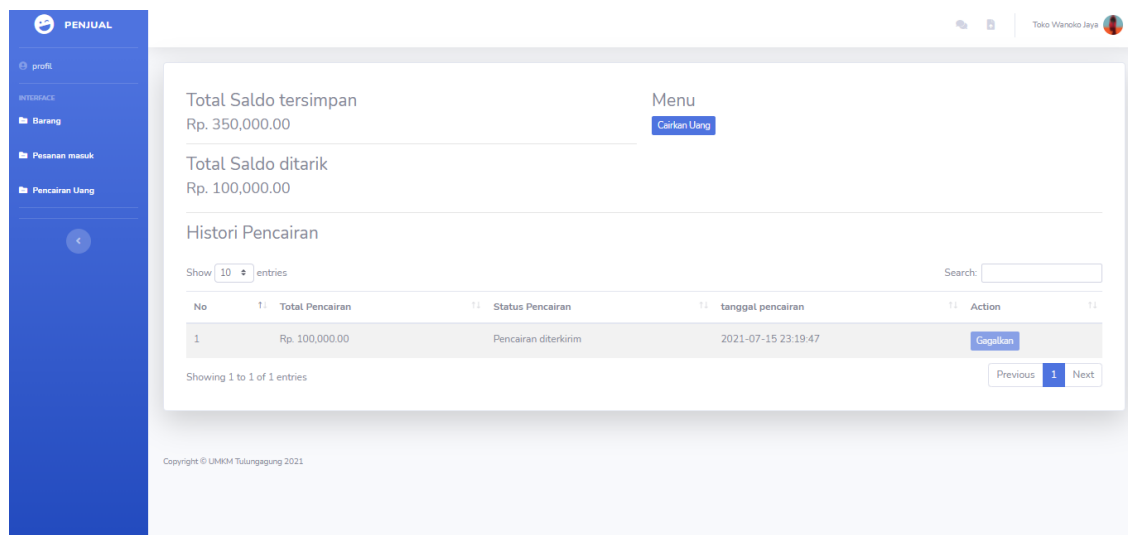 PENJUAL
Toko Wanoko Jaya
profil
INTERFACE
Barang
Pesanan masuk
Pencairan Uang
Total Saldo tersimpan
Rp. 350,000.00
Menu
Cairkan Uang
Total Saldo ditarik
Rp. 100,000.00
Histori Pencairan
Show 10 entries
Search:
No Total Pencairan Status Pencairan tanggal pencairan Action
1 Rp. 100,000.00 Pencairan diterkirim 2021-07-15 23:19:47 Gagalkan
Showing 1 to 1 of 1 entries
Previous 1 Next
Copyright © UMKM Tulungagung 2021